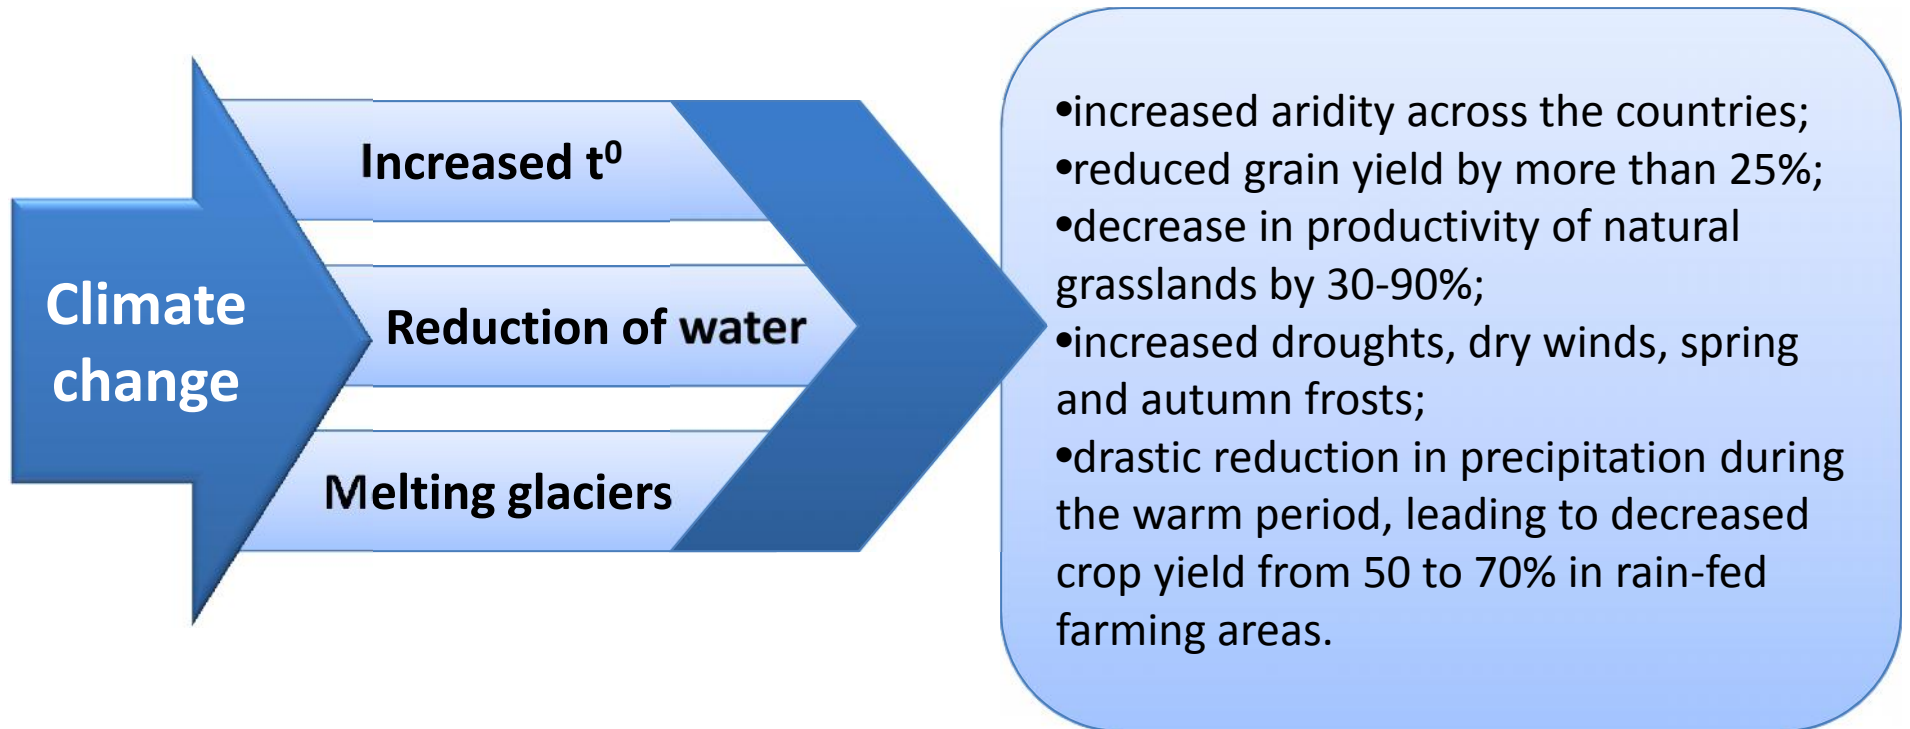 Climate
change
Increased t⁰
Reduction of water
Melting glaciers
•increased aridity across the countries;
•reduced grain yield by more than 25%;
•decrease in productivity of natural
grasslands by 30-90%;
•increased droughts, dry winds, spring
and autumn frosts;
•drastic reduction in precipitation during
the warm period, leading to decreased
crop yield from 50 to 70% in rain-fed
farming areas.